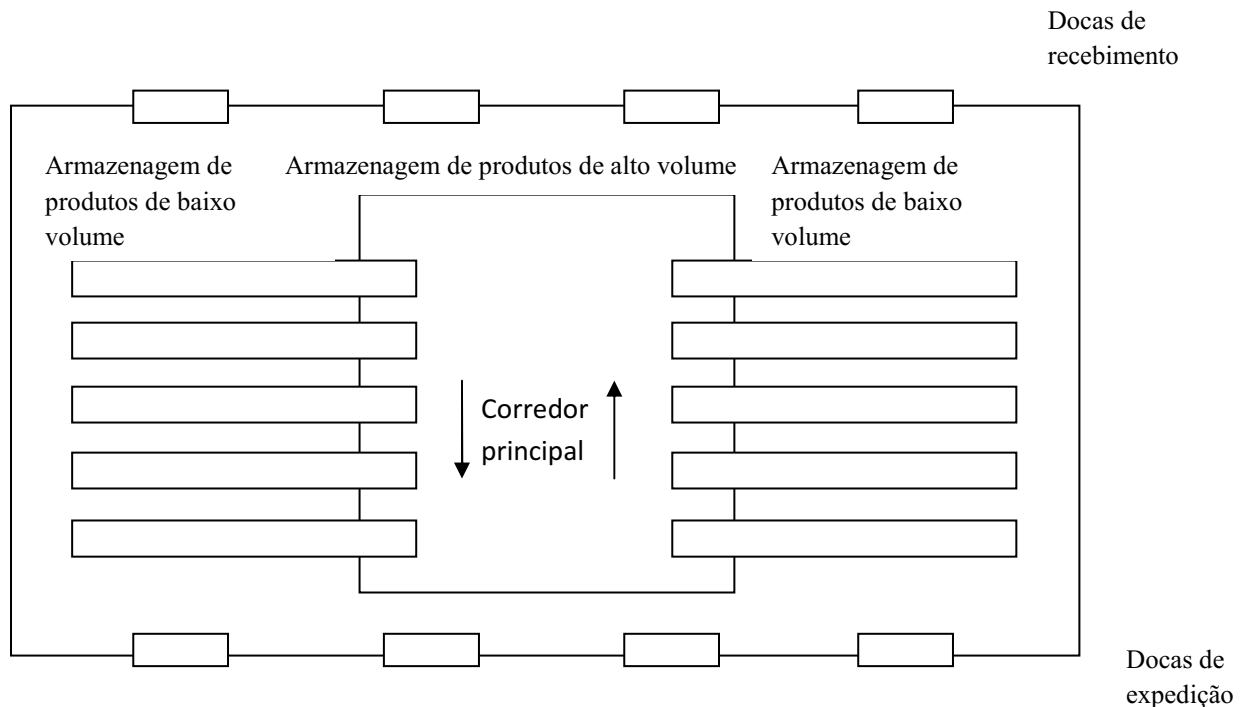 Docas de
recebimento
Armazenagem de
produtos de baixo
volume
Armazenagem de produtos de alto volume
Armazenagem de
produtos de baixo
volume
Corredor
principal
Docas de
expedição